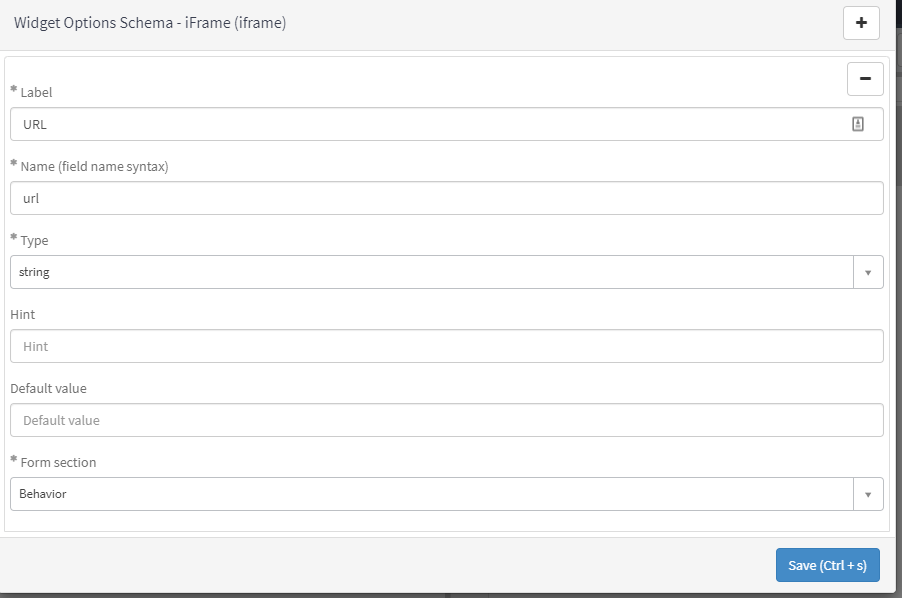 Widget Options Schema - iFrame (iframe)
* Label
URL
* Name (field name syntax)
url
* Type
string
Hint
Hint
Default value
Default value
* Form section
Behavior
Save (Ctrl + s)